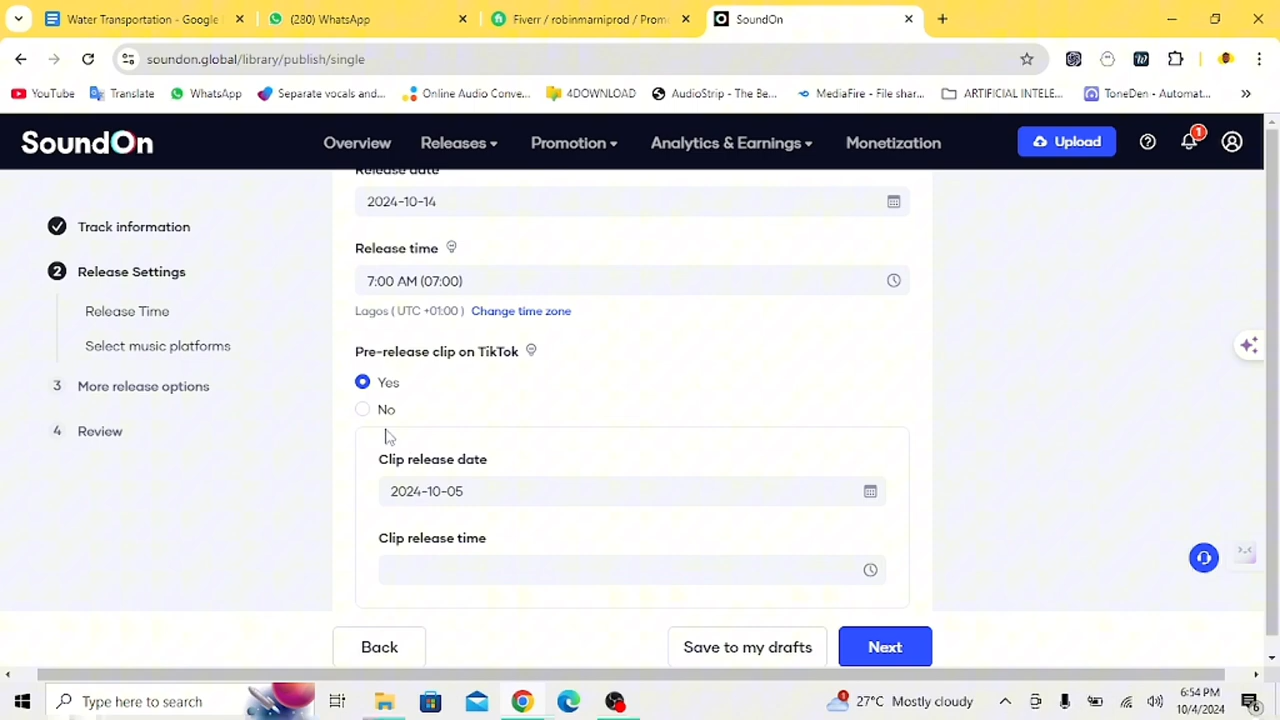 Water Transportation - Google
(280) WhatsApp
Fiverr / robinmarniprod / Promo
SoundOn
soundon.global/library/publish/single
YouTube
Translate
WhatsApp
Separate vocals and...
Online Audio Conve...
4DOWNLOAD
AudioStrip - The Be...
MediaFire - File shar...
ARTIFICIAL INTELE...
ToneDen - Automat...
SoundOn
Overview
Releases
Promotion
Analytics & Earnings
Monetization
Upload
1
Release date
2024-10-14
Track information
Release time
2 Release Settings
7:00 AM (07:00)
Release Time
Lagos ( UTC +01:00 ) Change time zone
Select music platforms
Pre-release clip on TikTok
3 More release options
Yes
No
4 Review
Clip release date
2024-10-05
Clip release time
Back
Save to my drafts
Next
Type here to search
27°C Mostly cloudy
6:54 PM
10/4/2024